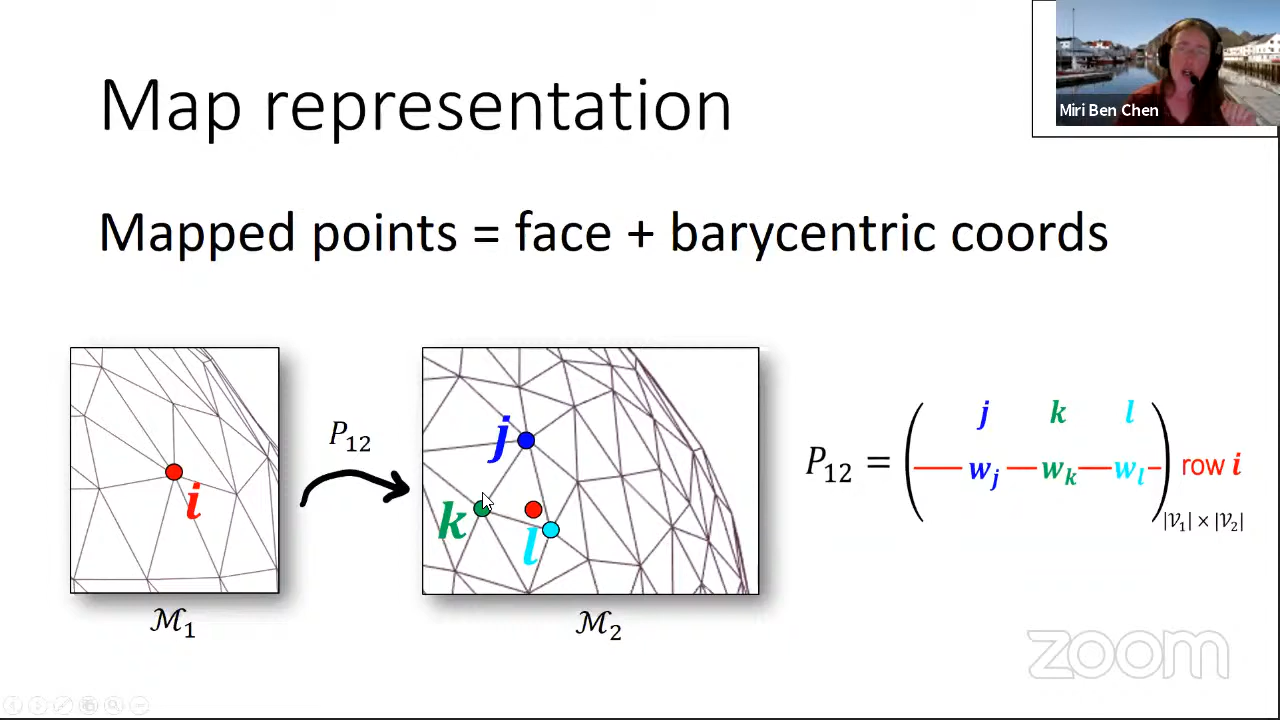 Miri Ben Chen
Map representation
Mapped points = face + barycentric coords
P₁₂
i
j
k
l
ℳ₁
ℳ₂
P₁₂ =
j k l
w_j w_k w_l
row i
|𝒱₁| × |𝒱₂|
zoom